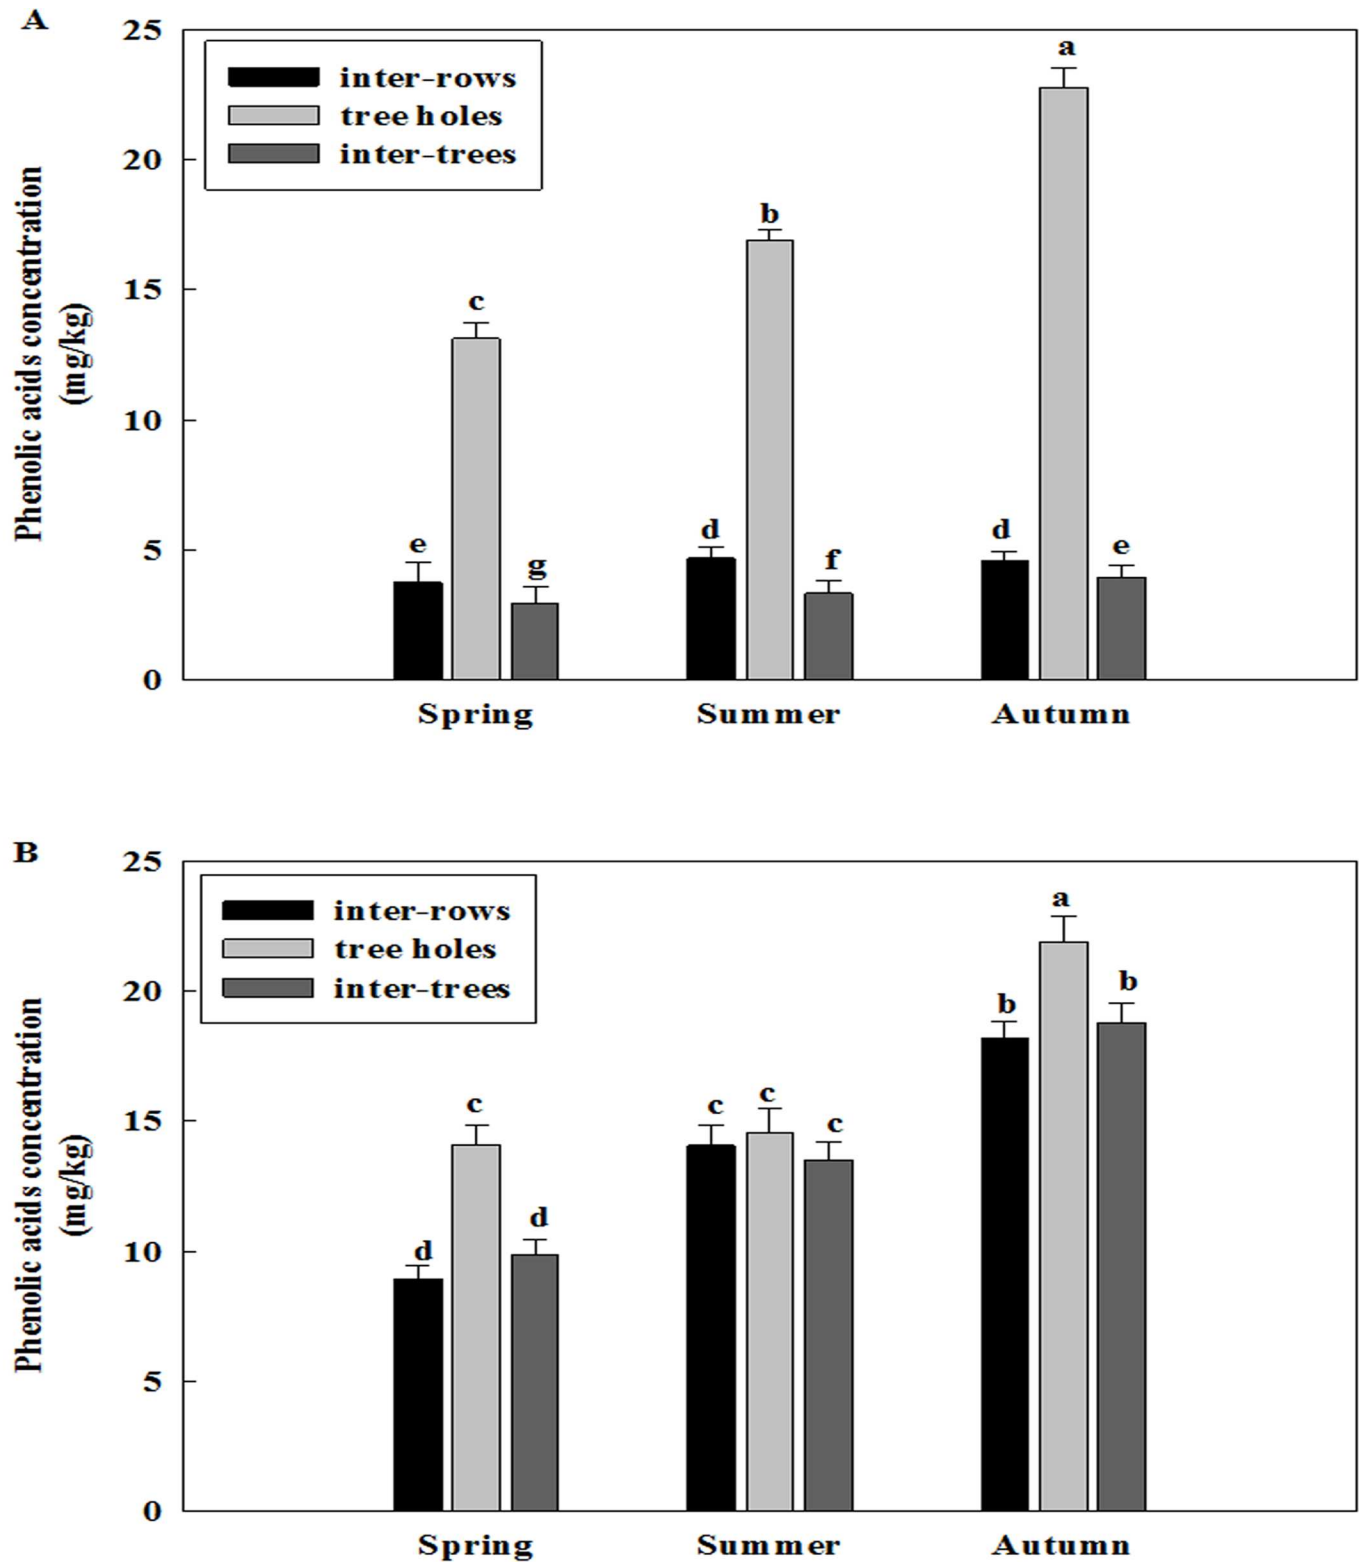 A
25
20
15
10
5
0
Phenolic acids concentration
(mg/kg)
inter-rows
tree holes
inter-trees
e
c
g
d
b
f
d
a
e
Spring
Summer
Autumn
B
25
20
15
10
5
0
Phenolic acids concentration
(mg/kg)
inter-rows
tree holes
inter-trees
d
c
d
c
c
c
b
a
b
Spring
Summer
Autumn